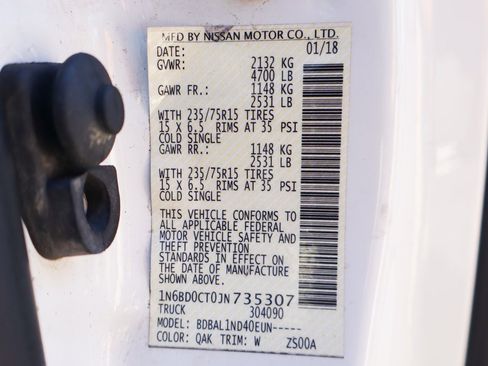 MFD BY NISSAN MOTOR CO., LTD.
DATE: 01/18
GVWR: 2132 KG
4700 LB
GAWR FR.: 1148 KG
2531 LB
WITH 235/75R15 TIRES
15 X 6.5 RIMS AT 35 PSI
COLD SINGLE
GAWR RR.: 1148 KG
2531 LB
WITH 235/75R15 TIRES
15 X 6.5 RIMS AT 35 PSI
COLD SINGLE
THIS VEHICLE CONFORMS TO
ALL APPLICABLE FEDERAL
MOTOR VEHICLE SAFETY AND
THEFT PREVENTION
STANDARDS IN EFFECT ON
THE DATE OF MANUFACTURE
SHOWN ABOVE.
1N6BD0CT0JN735307
TRUCK 304090
MODEL: BDBAL1ND40EUN-----
COLOR: QAK TRIM: W ZS00A